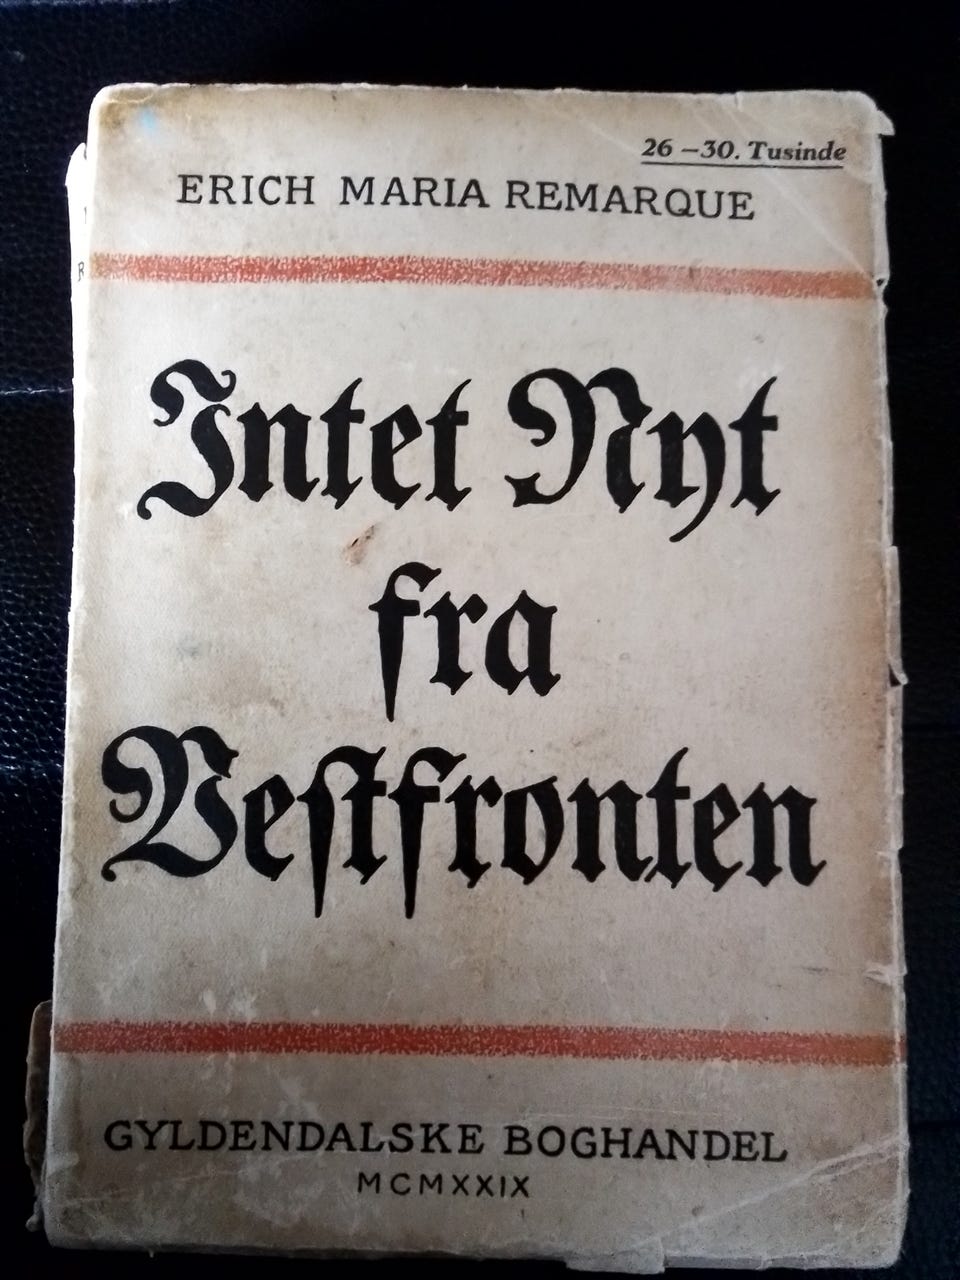 26–30. Tusinde
ERICH MARIA REMARQUE
R
Intet Nyt
fra
Vestfronten
GYLDENDALSKE BOGHANDEL
MCMXXIX